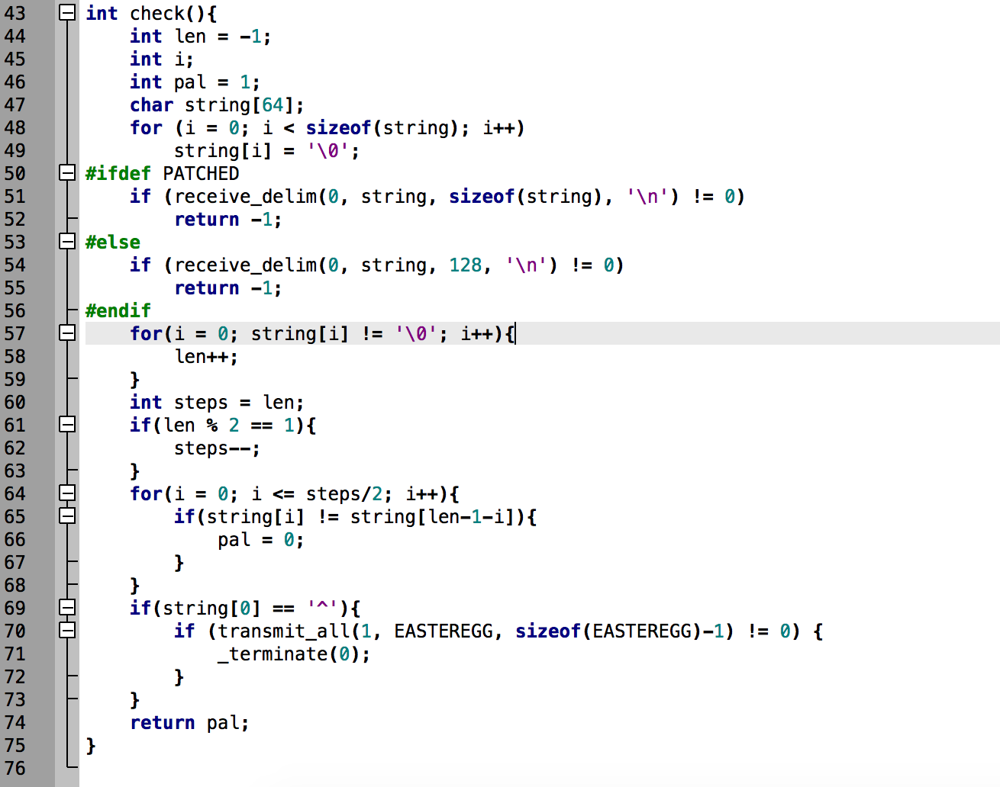 43 int check(){
44     int len = -1;
45     int i;
46     int pal = 1;
47     char string[64];
48     for (i = 0; i < sizeof(string); i++)
49         string[i] = '\0';
50 #ifdef PATCHED
51     if (receive_delim(0, string, sizeof(string), '\n') != 0)
52         return -1;
53 #else
54     if (receive_delim(0, string, 128, '\n') != 0)
55         return -1;
56 #endif
57     for(i = 0; string[i] != '\0'; i++){
58         len++;
59     }
60     int steps = len;
61     if(len % 2 == 1){
62         steps--;
63     }
64     for(i = 0; i <= steps/2; i++){
65         if(string[i] != string[len-1-i]){
66             pal = 0;
67         }
68     }
69     if(string[0] == '^'){
70         if (transmit_all(1, EASTEREGG, sizeof(EASTEREGG)-1) != 0) {
71             _terminate(0);
72         }
73     }
74     return pal;
75 }
76